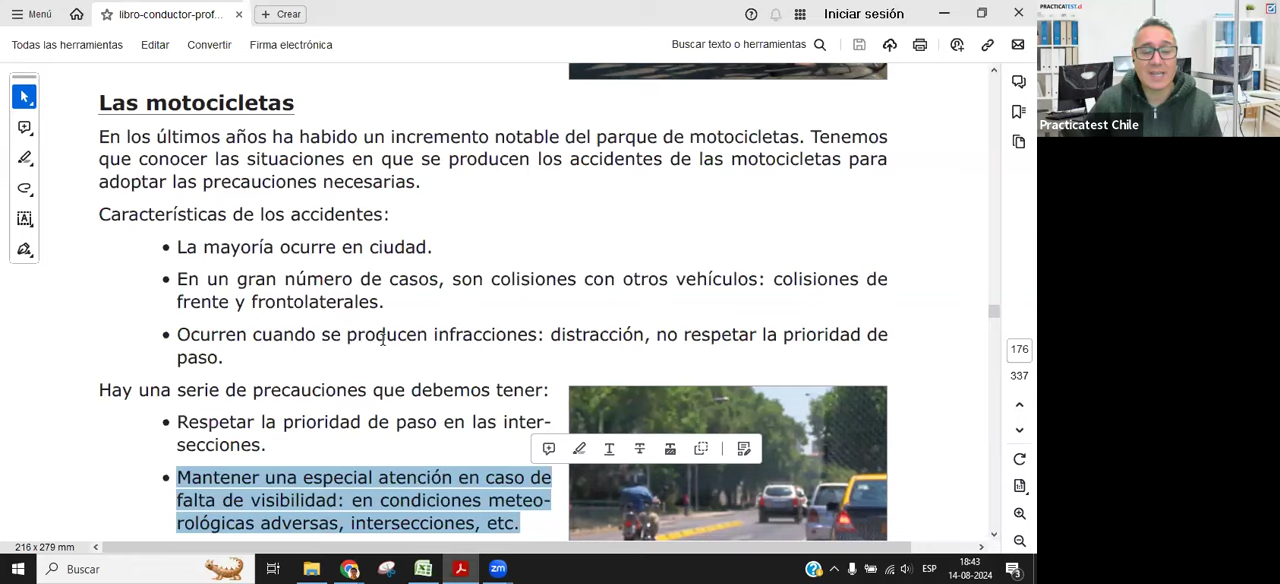 Menú
libro-conductor-prof...
Crear
Iniciar sesión
Todas las herramientas
Editar
Convertir
Firma electrónica
Buscar texto o herramientas
PRACTICATEST.cl
Practicatest Chile
Las motocicletas
En los últimos años ha habido un incremento notable del parque de motocicletas. Tenemos
que conocer las situaciones en que se producen los accidentes de las motocicletas para
adoptar las precauciones necesarias.
Características de los accidentes:
• La mayoría ocurre en ciudad.
• En un gran número de casos, son colisiones con otros vehículos: colisiones de
frente y frontolaterales.
• Ocurren cuando se producen infracciones: distracción, no respetar la prioridad de
paso.
Hay una serie de precauciones que debemos tener:
• Respetar la prioridad de paso en las inter-
secciones.
• Mantener una especial atención en caso de
falta de visibilidad: en condiciones meteo-
rológicas adversas, intersecciones, etc.
176
337
216 x 279 mm
Buscar
ESP
18:43
14-08-2024
3